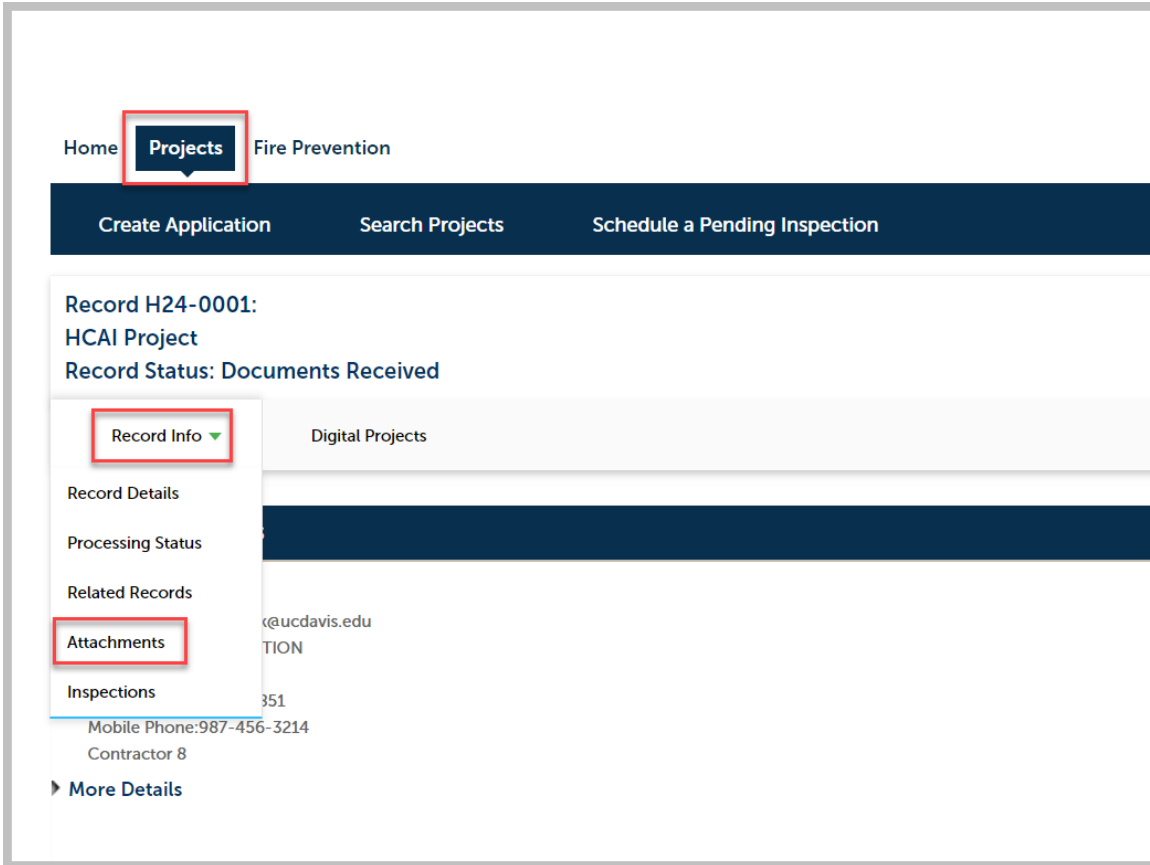 Home Projects Fire Prevention
Create Application Search Projects Schedule a Pending Inspection
Record H24-0001:
HCAI Project
Record Status: Documents Received
Record Info Digital Projects
Record Details
Processing Status
Related Records
@ucdavis.edu
Attachments
TION
Inspections
351
Mobile Phone:987-456-3214
Contractor 8
More Details